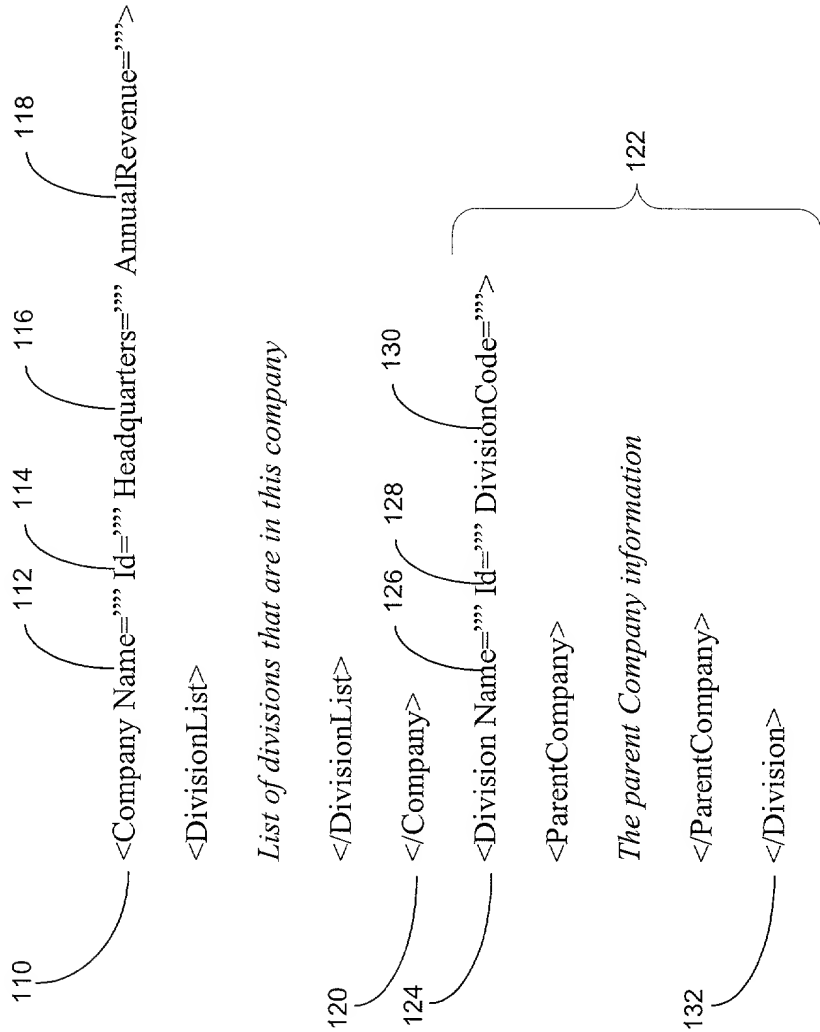 112 114 116 118
110 <Company Name="" Id="" Headquarters="" AnnualRevenue="">
<DivisionList>
List of divisions that are in this company
</DivisionList>
120 </Company>
126 128 130
124 <Division Name="" Id="" DivisionCode="">
<ParentCompany>
122
The parent Company information
</ParentCompany>
132 </Division>